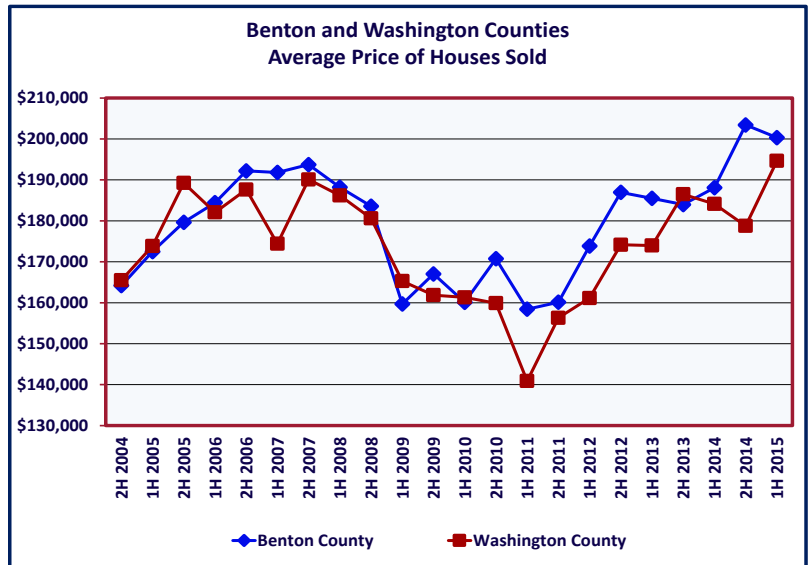 Benton and Washington Counties
Average Price of Houses Sold
$210,000
$200,000
$190,000
$180,000
$170,000
$160,000
$150,000
$140,000
$130,000
2H 2004
1H 2005
2H 2005
1H 2006
2H 2006
1H 2007
2H 2007
1H 2008
2H 2008
1H 2009
2H 2009
1H 2010
2H 2010
1H 2011
2H 2011
1H 2012
2H 2012
1H 2013
2H 2013
1H 2014
2H 2014
1H 2015
Benton County
Washington County